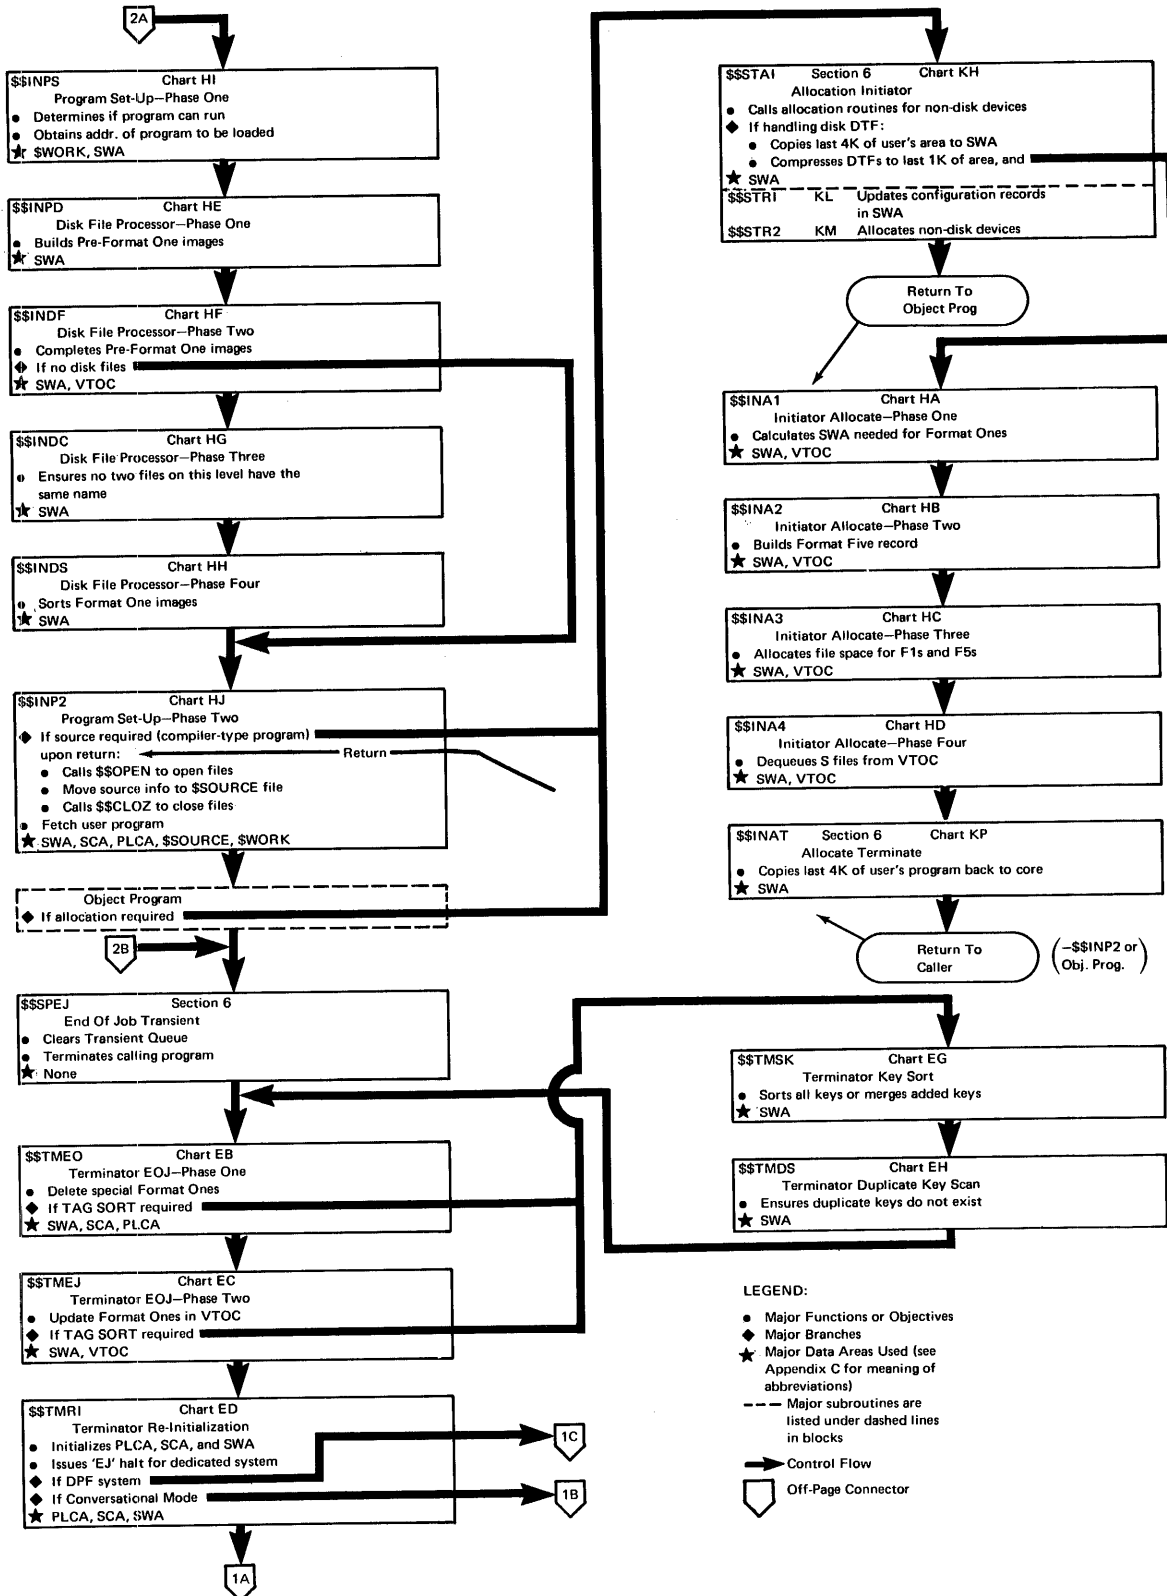 2A
$$INPS Chart HI
Program Set-Up—Phase One
• Determines if program can run
• Obtains addr. of program to be loaded
★ $WORK, SWA
$$INPD Chart HE
Disk File Processor—Phase One
• Builds Pre-Format One images
★ SWA
$$INDF Chart HF
Disk File Processor—Phase Two
• Completes Pre-Format One images
◆ If no disk files
★ SWA, VTOC
$$INDC Chart HG
Disk File Processor—Phase Three
• Ensures no two files on this level have the
same name
★ SWA
$$INDS Chart HH
Disk File Processor—Phase Four
• Sorts Format One images
★ SWA
$$INP2 Chart HJ
Program Set-Up—Phase Two
◆ If source required (compiler-type program)
upon return: Return
• Calls $$OPEN to open files
• Move source info to $SOURCE file
• Calls $$CLOZ to close files
• Fetch user program
★ SWA, SCA, PLCA, $SOURCE, $WORK
Object Program
◆ If allocation required
2B
$$SPEJ Section 6
End Of Job Transient
• Clears Transient Queue
• Terminates calling program
★ None
$$TMEO Chart EB
Terminator EOJ—Phase One
• Delete special Format Ones
◆ If TAG SORT required
★ SWA, SCA, PLCA
$$TMEJ Chart EC
Terminator EOJ—Phase Two
• Update Format Ones in VTOC
◆ If TAG SORT required
★ SWA, VTOC
$$TMRI Chart ED
Terminator Re-Initialization
• Initializes PLCA, SCA, and SWA
• Issues 'EJ' halt for dedicated system
◆ If DPF system
◆ If Conversational Mode
★ PLCA, SCA, SWA
1C
1B
1A
$$STAI Section 6 Chart KH
Allocation Initiator
• Calls allocation routines for non-disk devices
◆ If handling disk DTF:
• Copies last 4K of user's area to SWA
• Compresses DTFs to last 1K of area, and
★ SWA
$$STRI KL Updates configuration records
in SWA
$$STR2 KM Allocates non-disk devices
Return To
Object Prog
$$INA1 Chart HA
Initiator Allocate—Phase One
• Calculates SWA needed for Format Ones
★ SWA, VTOC
$$INA2 Chart HB
Initiator Allocate—Phase Two
• Builds Format Five record
★ SWA, VTOC
$$INA3 Chart HC
Initiator Allocate—Phase Three
• Allocates file space for F1s and F5s
★ SWA, VTOC
$$INA4 Chart HD
Initiator Allocate—Phase Four
• Dequeues S files from VTOC
★ SWA, VTOC
$$INAT Section 6 Chart KP
Allocate Terminate
• Copies last 4K of user's program back to core
★ SWA
Return To
Caller
(-$$INP2 or
Obj. Prog.)
$$TMSK Chart EG
Terminator Key Sort
• Sorts all keys or merges added keys
★ SWA
$$TMDS Chart EH
Terminator Duplicate Key Scan
• Ensures duplicate keys do not exist
★ SWA
LEGEND:
• Major Functions or Objectives
◆ Major Branches
★ Major Data Areas Used (see
Appendix C for meaning of
abbreviations)
---- Major subroutines are
listed under dashed lines
in blocks
Control Flow
Off-Page Connector